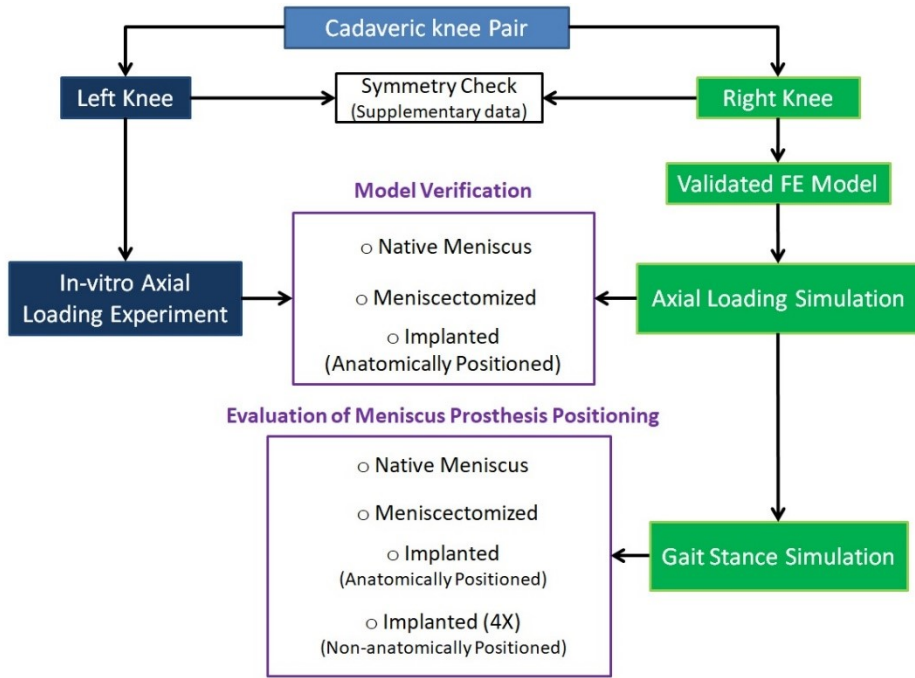 Cadaveric knee Pair
Left Knee
Symmetry Check
(Supplementary data)
Right Knee
Validated FE Model
Model Verification
o Native Meniscus
o Meniscectomized
o Implanted
(Anatomically Positioned)
In-vitro Axial
Loading Experiment
Axial Loading Simulation
Evaluation of Meniscus Prosthesis Positioning
o Native Meniscus
o Meniscectomized
o Implanted
(Anatomically Positioned)
o Implanted (4X)
(Non-anatomically Positioned)
Gait Stance Simulation